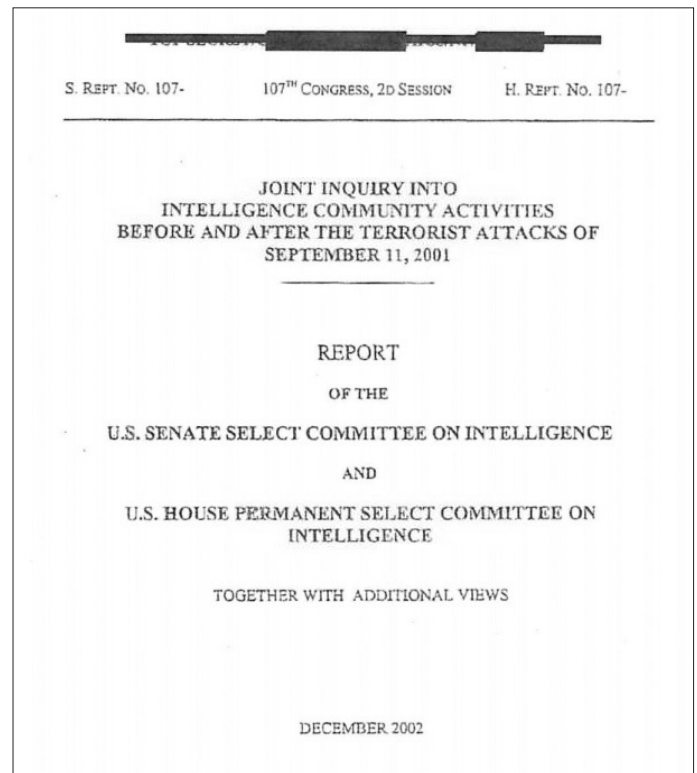 TOP SECRET
S. REPT. NO. 107- 107TH CONGRESS, 2D SESSION H. REPT. NO. 107-
JOINT INQUIRY INTO
INTELLIGENCE COMMUNITY ACTIVITIES
BEFORE AND AFTER THE TERRORIST ATTACKS OF
SEPTEMBER 11, 2001
REPORT
OF THE
U.S. SENATE SELECT COMMITTEE ON INTELLIGENCE
AND
U.S. HOUSE PERMANENT SELECT COMMITTEE ON
INTELLIGENCE
TOGETHER WITH ADDITIONAL VIEWS
DECEMBER 2002